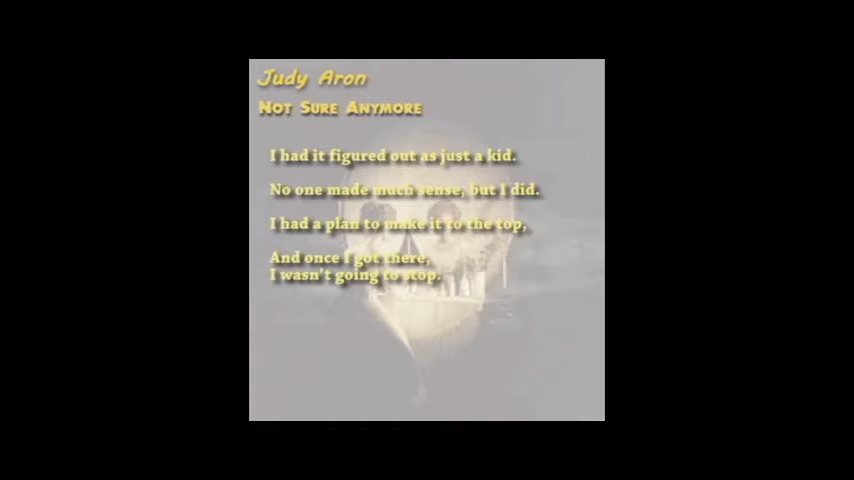 Judy Aron
Not Sure Anymore
I had it figured out as just a kid.
No one made much sense, but I did.
I had a plan to make it to the top,
And once I got there,
I wasn't going to stop.